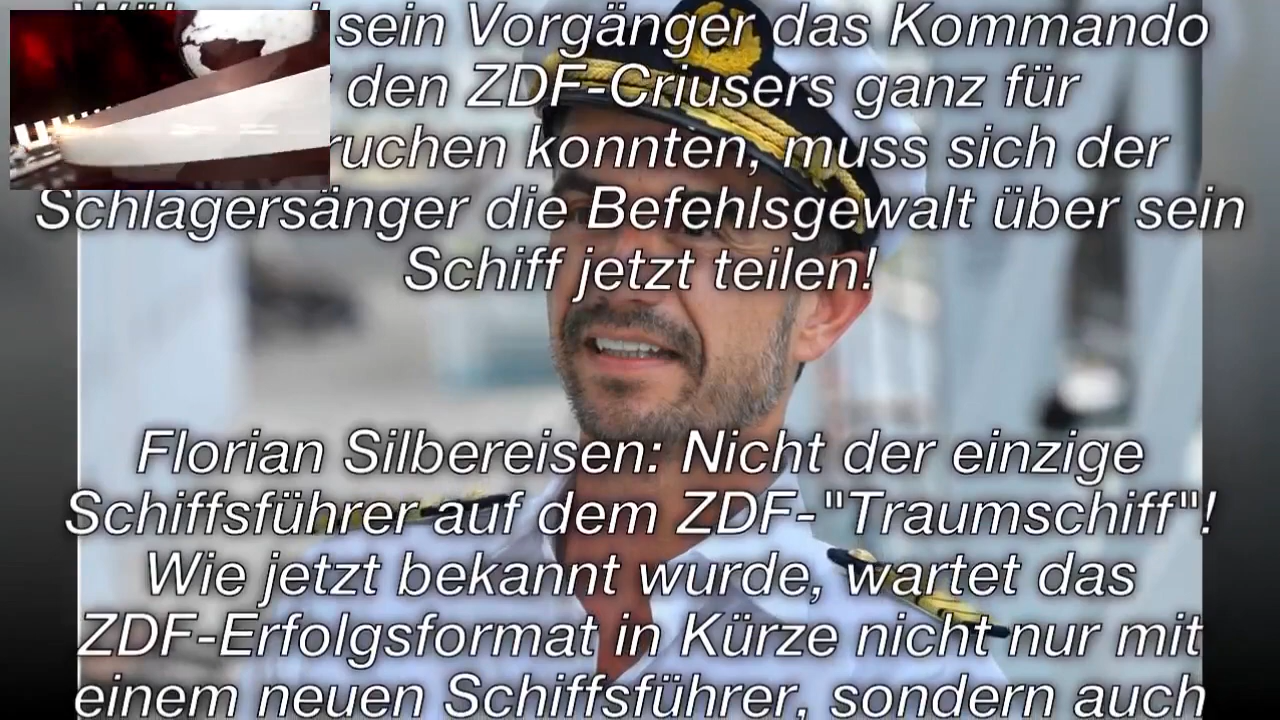 sein Vorgänger das Kommando
den ZDF-Criusers ganz für
ruchen konnten, muss sich der
Schlagersänger die Befehlsgewalt über sein
Schiff jetzt teilen!
Florian Silbereisen: Nicht der einzige
Schiffsführer auf dem ZDF-"Traumschiff"!
Wie jetzt bekannt wurde, wartet das
ZDF-Erfolgsformat in Kürze nicht nur mit
einem neuen Schiffsführer, sondern auch